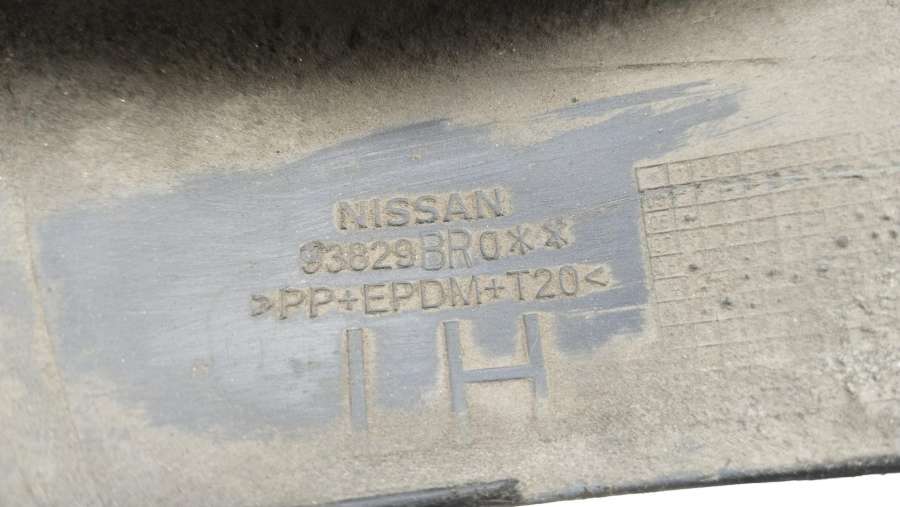 NISSAN
93829BR0**
>PP+EPDM+T20<
LH